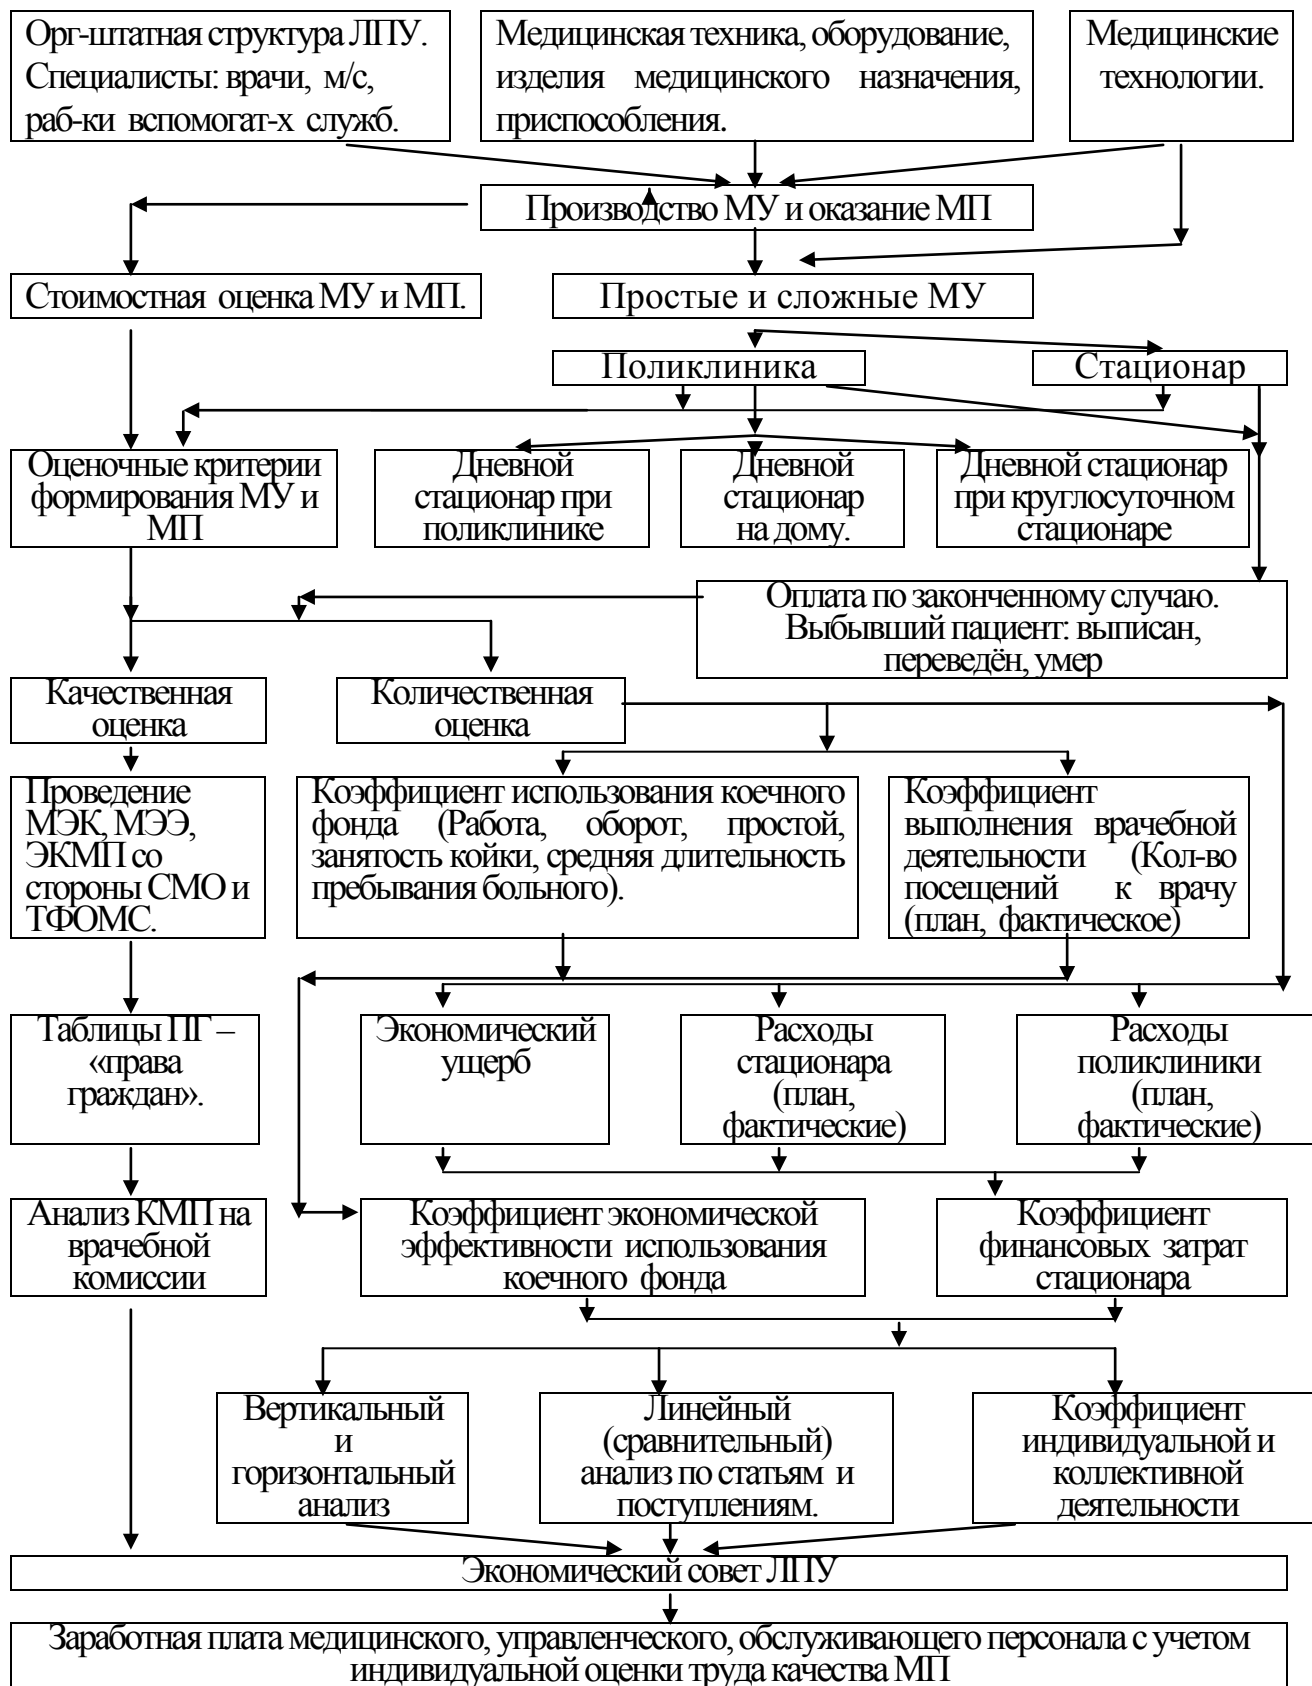 Орг-штатная структура ЛПУ.
Специалисты: врачи, м/с,
раб-ки вспомогат-х служб.
Медицинская техника, оборудование,
изделия медицинского назначения,
приспособления.
Медицинские
технологии.
Производство МУ и оказание МП
Стоимостная оценка МУ и МП.
Простые и сложные МУ
Поликлиника
Стационар
Оценочные критерии
формирования МУ и
МП
Дневной
стационар при
поликлинике
Дневной
стационар
на дому.
Дневной стационар
при круглосуточном
стационаре
Оплата по законченному случаю.
Выбывший пациент: выписан,
переведён, умер
Качественная
оценка
Количественная
оценка
Проведение
МЭК, МЭЭ,
ЭКМП со
стороны СМО и
ТФОМС.
Коэффициент использования коечного
фонда (Работа, оборот, простой,
занятость койки, средняя длительность
пребывания больного).
Коэффициент
выполнения врачебной
деятельности (Кол-во
посещений к врачу
(план, фактическое)
Таблицы ПГ –
«права
граждан».
Экономический
ущерб
Расходы
стационара
(план,
фактические)
Расходы
поликлиники
(план,
фактические)
Анализ КМП на
врачебной
комиссии
Коэффициент экономической
эффективности использования
коечного фонда
Коэффициент
финансовых затрат
стационара
Вертикальный
и
горизонтальный
анализ
Линейный
(сравнительный)
анализ по статьям и
поступлениям.
Коэффициент
индивидуальной и
коллективной
деятельности
Экономический совет ЛПУ
Заработная плата медицинского, управленческого, обслуживающего персонала с учетом
индивидуальной оценки труда качества МП